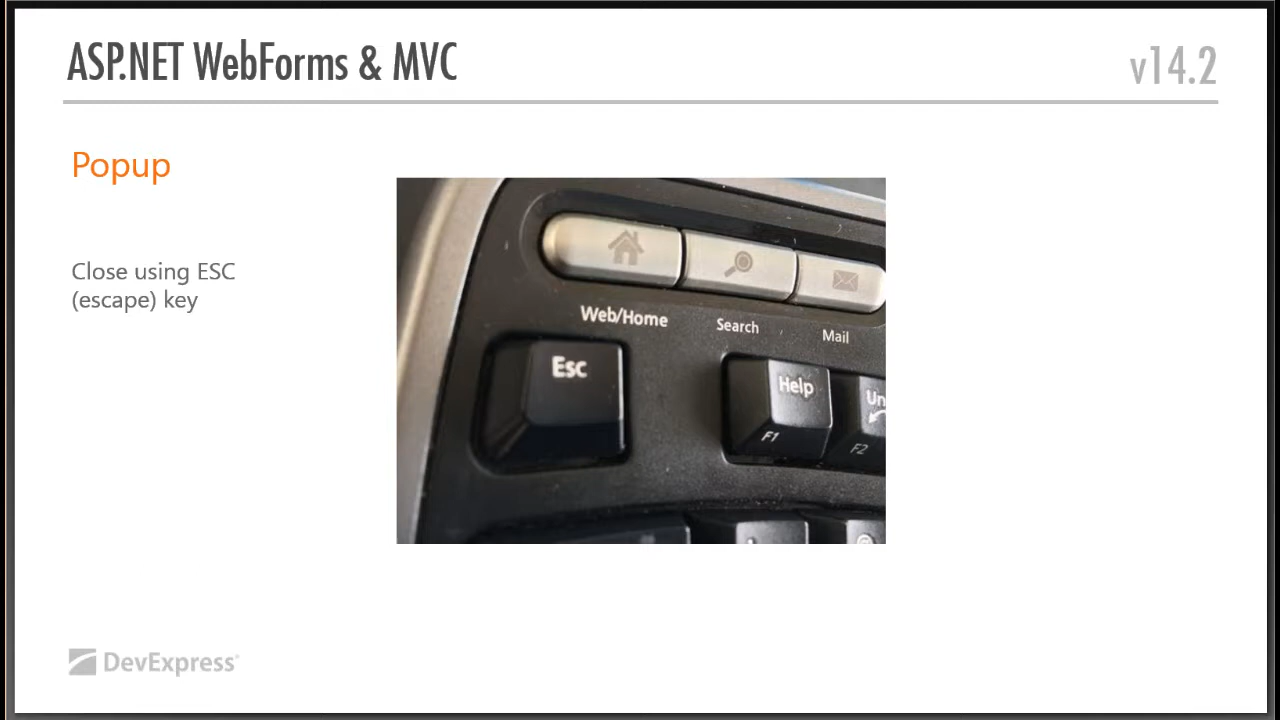 ASP.NET WebForms & MVC
v14.2
Popup
Close using ESC
(escape) key
Web/Home
Search
Mail
Esc
Help
F1
Un
F2
DevExpress